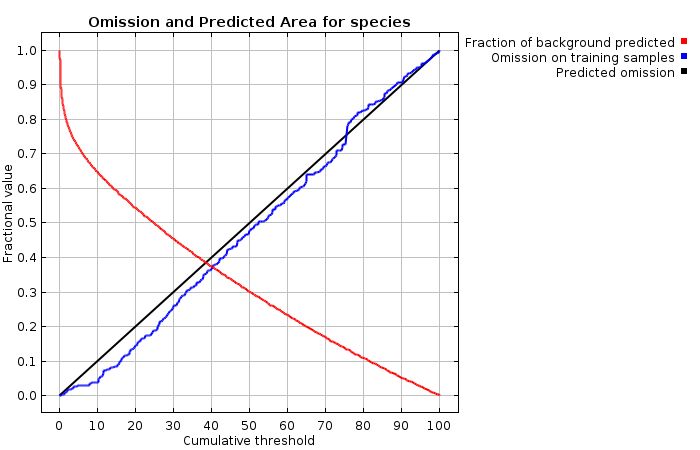 Omission and Predicted Area for species
Fraction of background predicted
Omission on training samples
Predicted omission
Fractional value
1.0
0.9
0.8
0.7
0.6
0.5
0.4
0.3
0.2
0.1
0.0
0 10 20 30 40 50 60 70 80 90 100
Cumulative threshold